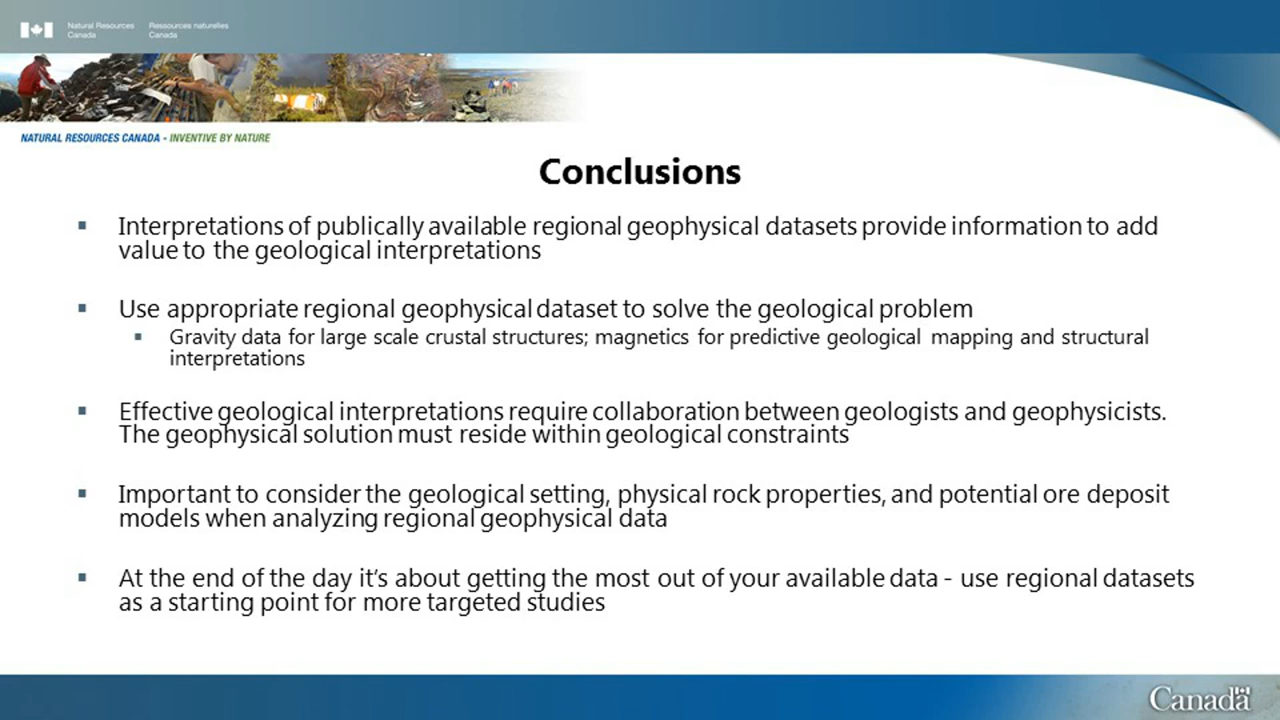 Natural Resources Canada
Ressources naturelles Canada
NATURAL RESOURCES CANADA - INVENTIVE BY NATURE
Conclusions
▪ Interpretations of publically available regional geophysical datasets provide information to add
value to the geological interpretations
▪ Use appropriate regional geophysical dataset to solve the geological problem
▪ Gravity data for large scale crustal structures; magnetics for predictive geological mapping and structural
interpretations
▪ Effective geological interpretations require collaboration between geologists and geophysicists.
The geophysical solution must reside within geological constraints
▪ Important to consider the geological setting, physical rock properties, and potential ore deposit
models when analyzing regional geophysical data
▪ At the end of the day it's about getting the most out of your available data - use regional datasets
as a starting point for more targeted studies
Canada